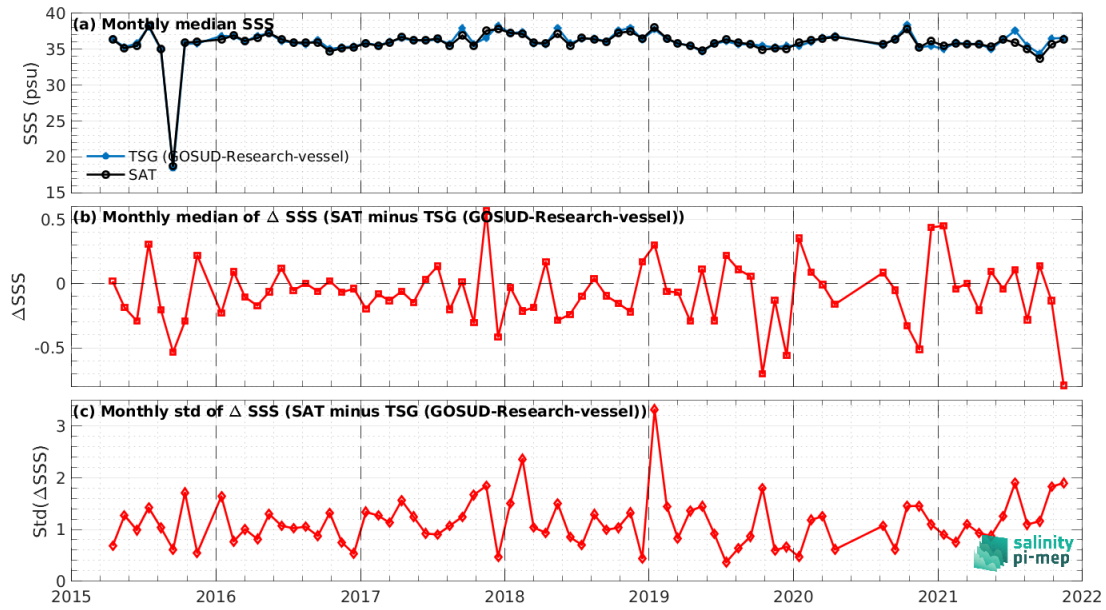 (a) Monthly median SSS
40
35
30
25
20
15
SSS (psu)
TSG (GOSUD-Research-vessel)
SAT
(b) Monthly median of Δ SSS (SAT minus TSG (GOSUD-Research-vessel))
0.5
0
-0.5
ΔSSS
(c) Monthly std of Δ SSS (SAT minus TSG (GOSUD-Research-vessel))
3
2
1
0
Std(ΔSSS)
salinity
pi-mep
2015 2016 2017 2018 2019 2020 2021 2022